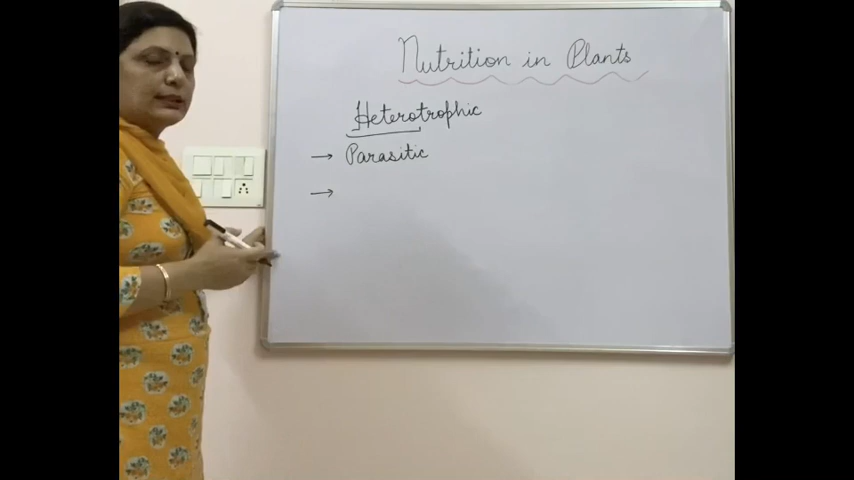 Nutrition in Plants
Heterotrophic
→ Parasitic
→